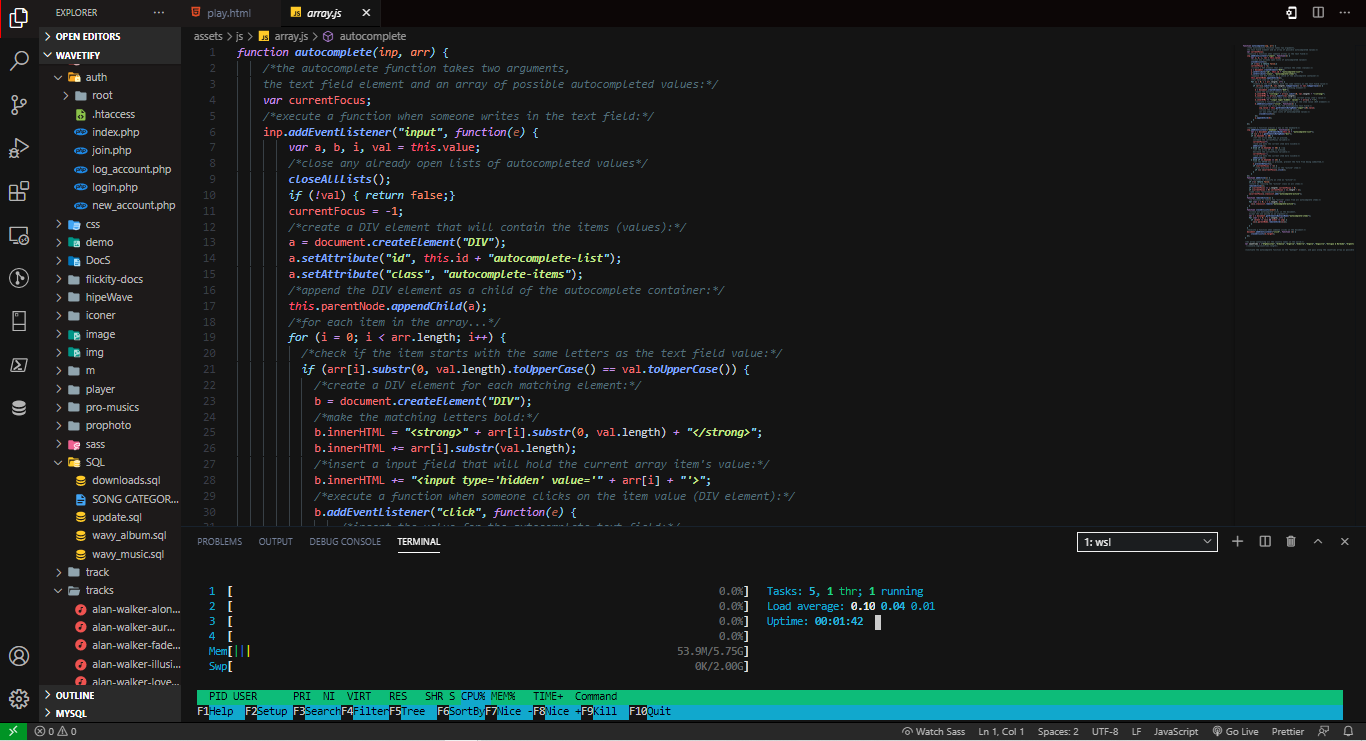 EXPLORER ··· play.html array.js
OPEN EDITORS
WAVETIFY
auth
root
.htaccess
index.php
join.php
log_account.php
login.php
new_account.php
css
demo
DocS
flickity-docs
hipeWave
iconer
image
img
m
player
pro-musics
prophoto
sass
SQL
downloads.sql
SONG CATEGOR...
update.sql
wavy_album.sql
wavy_music.sql
track
tracks
alan-walker-alon...
alan-walker-aur...
alan-walker-fade...
alan-walker-illusi...
alan-walker-love...
OUTLINE
MYSQL
assets > js > array.js > autocomplete
1 function autocomplete(inp, arr) {
2 /*the autocomplete function takes two arguments,
3 the text field element and an array of possible autocompleted values:*/
4 var currentFocus;
5 /*execute a function when someone writes in the text field:*/
6 inp.addEventListener("input", function(e) {
7 var a, b, i, val = this.value;
8 /*close any already open lists of autocompleted values*/
9 closeAllLists();
10 if (!val) { return false;}
11 currentFocus = -1;
12 /*create a DIV element that will contain the items (values):*/
13 a = document.createElement("DIV");
14 a.setAttribute("id", this.id + "autocomplete-list");
15 a.setAttribute("class", "autocomplete-items");
16 /*append the DIV element as a child of the autocomplete container:*/
17 this.parentNode.appendChild(a);
18 /*for each item in the array...*/
19 for (i = 0; i < arr.length; i++) {
20 /*check if the item starts with the same letters as the text field value:*/
21 if (arr[i].substr(0, val.length).toUpperCase() == val.toUpperCase()) {
22 /*create a DIV element for each matching element:*/
23 b = document.createElement("DIV");
24 /*make the matching letters bold:*/
25 b.innerHTML = "<strong>" + arr[i].substr(0, val.length) + "</strong>";
26 b.innerHTML += arr[i].substr(val.length);
27 /*insert a input field that will hold the current array item's value:*/
28 b.innerHTML += "<input type='hidden' value='" + arr[i] + "'>";
29 /*execute a function when someone clicks on the item value (DIV element):*/
30 b.addEventListener("click", function(e) {
31 /*insert the value for the autocomplete text field:*/
PROBLEMS OUTPUT DEBUG CONSOLE TERMINAL 1: wsl
1 [ 0.0%] Tasks: 5, 1 thr; 1 running
2 [ 0.0%] Load average: 0.10 0.04 0.01
3 [ 0.0%] Uptime: 00:01:42
4 [ 0.0%]
Mem[||| 53.9M/5.75G]
Swp[ 0K/2.00G]
PID USER PRI NI VIRT RES SHR S CPU% MEM% TIME+ Command
F1Help F2Setup F3SearchF4FilterF5Tree F6SortByF7Nice -F8Nice +F9Kill F10Quit
0 0 Watch Sass Ln 1, Col 1 Spaces: 2 UTF-8 LF JavaScript Go Live Prettier